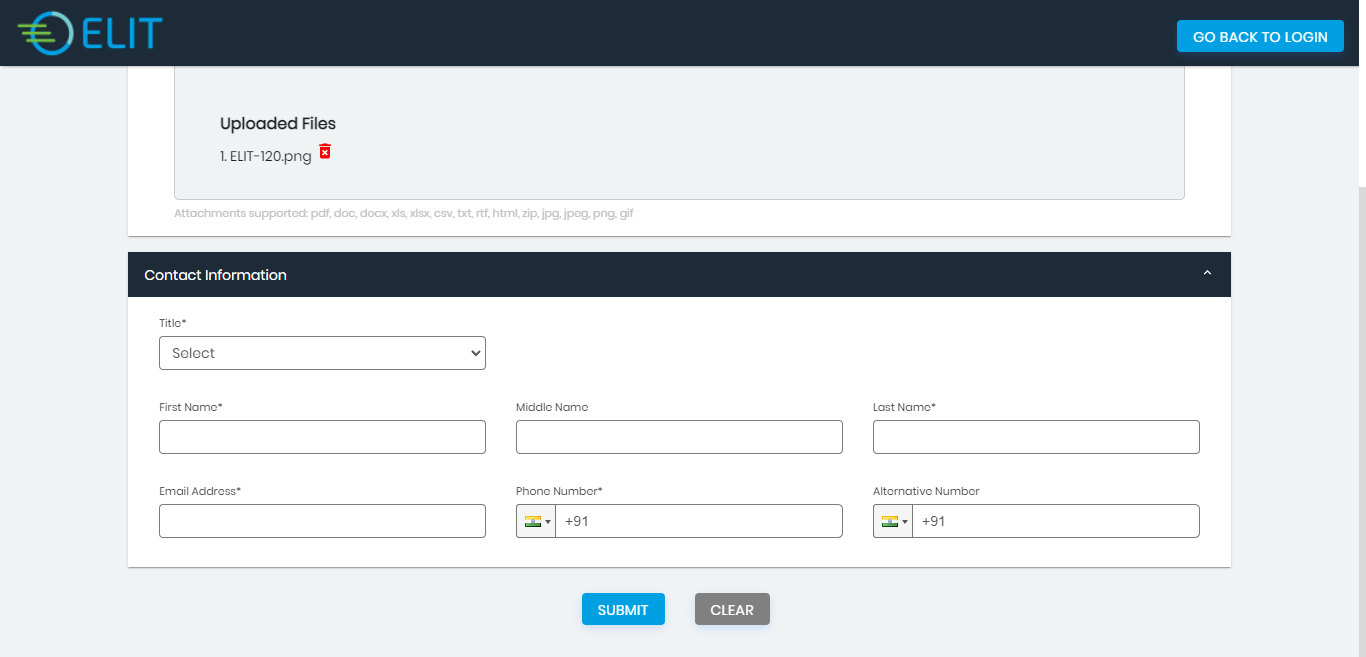 ELIT
GO BACK TO LOGIN
Uploaded Files
1. ELIT-120.png
Attachments supported: pdf, doc, docx, xls, xlsx, csv, txt, rtf, html, zip, jpg, jpeg, png, gif
Contact Information
Title*
Select
First Name* Middle Name Last Name*
Email Address* Phone Number* Alternative Number
+91 +91
SUBMIT CLEAR